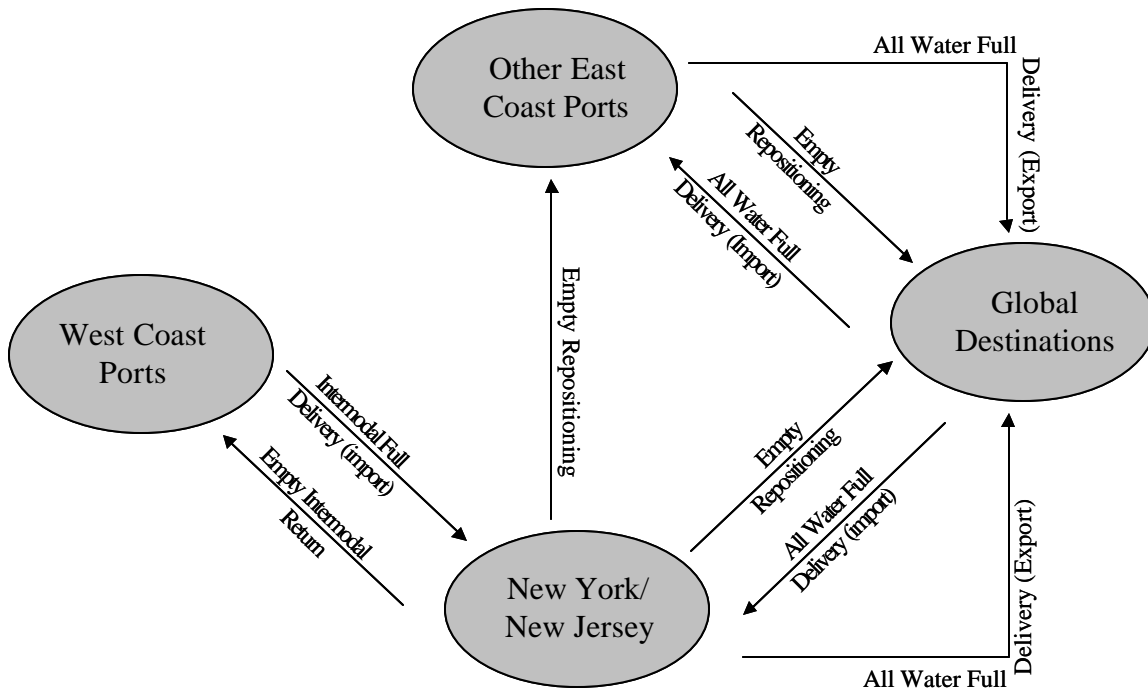 All Water Full
Delivery (Export)
Other East
Coast Ports
Empty
Repositioning
All Water Full
Delivery (Import)
Global
Destinations
West Coast
Ports
Empty Repositioning
Intermodal Full
Delivery (import)
Empty Intermodal
Return
Empty
Repositioning
All Water Full
Delivery (import)
New York/
New Jersey
Delivery (Export)
All Water Full